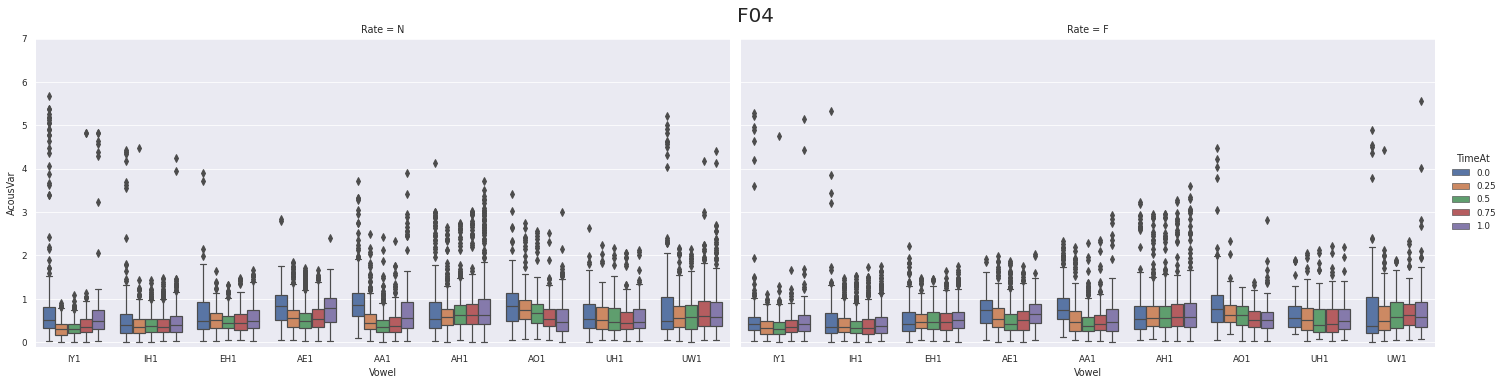 F04
Rate = N
Rate = F
7
6
5
4
3
2
1
0
AcousVar
IY1 IH1 EH1 AE1 AA1 AH1 AO1 UH1 UW1
Vowel
IY1 IH1 EH1 AE1 AA1 AH1 AO1 UH1 UW1
Vowel
TimeAt
0.0
0.25
0.5
0.75
1.0